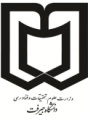 وزارت علوم، تحقیقات و فناوری
دانشگاه جیرفت